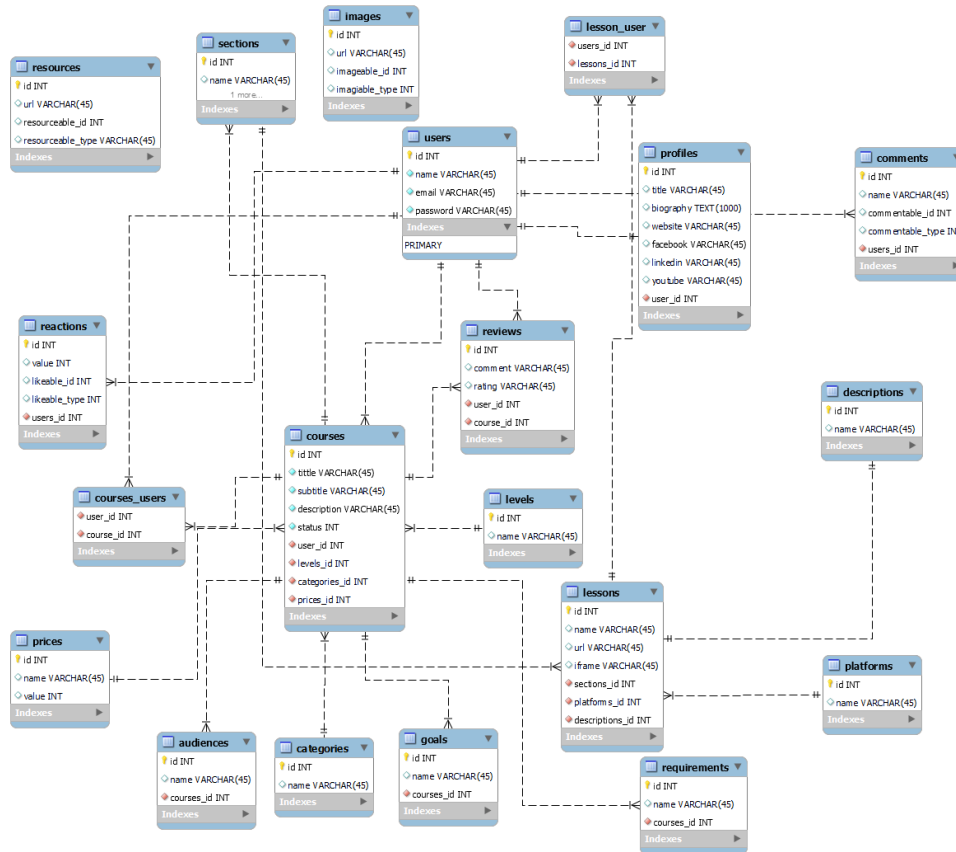 images
id INT
url VARCHAR(45)
imageable_id INT
imagiable_type INT
Indexes
lesson_user
users_id INT
lessons_id INT
Indexes
sections
id INT
name VARCHAR(45)
1 more...
Indexes
resources
id INT
url VARCHAR(45)
resourceable_id INT
resourceable_type VARCHAR(45)
Indexes
users
id INT
name VARCHAR(45)
email VARCHAR(45)
password VARCHAR(45)
Indexes
PRIMARY
profiles
id INT
title VARCHAR(45)
biography TEXT(1000)
website VARCHAR(45)
facebook VARCHAR(45)
linkedin VARCHAR(45)
youtube VARCHAR(45)
user_id INT
Indexes
comments
id INT
name VARCHAR(45)
commentable_id INT
commentable_type IN
users_id INT
Indexes
reactions
id INT
value INT
likeable_id INT
likeable_type INT
users_id INT
Indexes
reviews
id INT
comment VARCHAR(45)
rating VARCHAR(45)
user_id INT
course_id INT
Indexes
descriptions
id INT
name VARCHAR(45)
Indexes
courses
id INT
tittle VARCHAR(45)
subtitle VARCHAR(45)
description VARCHAR(45)
status INT
user_id INT
levels_id INT
categories_id INT
prices_id INT
Indexes
courses_users
user_id INT
course_id INT
Indexes
levels
id INT
name VARCHAR(45)
Indexes
lessons
id INT
name VARCHAR(45)
url VARCHAR(45)
iframe VARCHAR(45)
sections_id INT
platforms_id INT
descriptions_id INT
Indexes
prices
id INT
name VARCHAR(45)
value INT
Indexes
platforms
id INT
name VARCHAR(45)
Indexes
audiences
id INT
name VARCHAR(45)
courses_id INT
Indexes
categories
id INT
name VARCHAR(45)
Indexes
goals
id INT
name VARCHAR(45)
courses_id INT
Indexes
requirements
id INT
name VARCHAR(45)
courses_id INT
Indexes